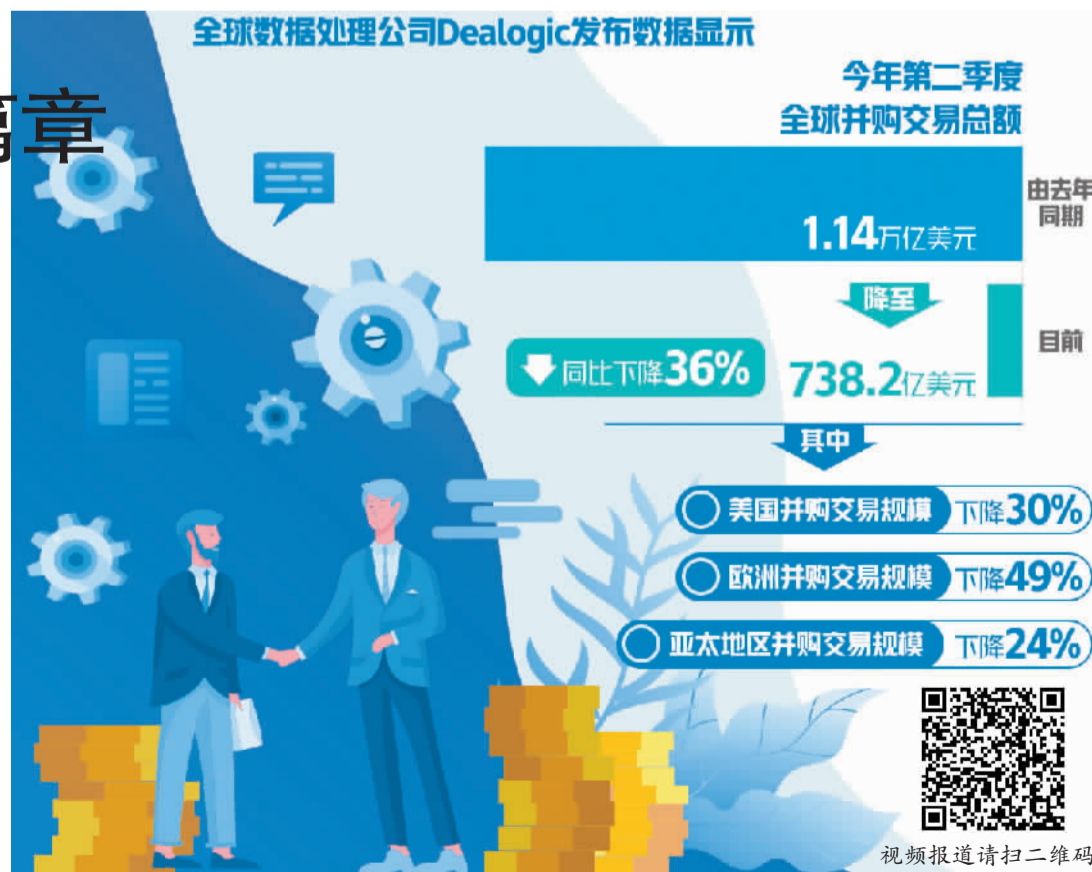 全球数据处理公司Dealogic发布数据显示
篇章
今年第二季度
全球并购交易总额
由去年
同期
1.14万亿美元
降至
目前
同比下降36%
738.2亿美元
其中
美国并购交易规模 下降30%
欧洲并购交易规模 下降49%
亚太地区并购交易规模 下降24%
视频报道请扫二维码